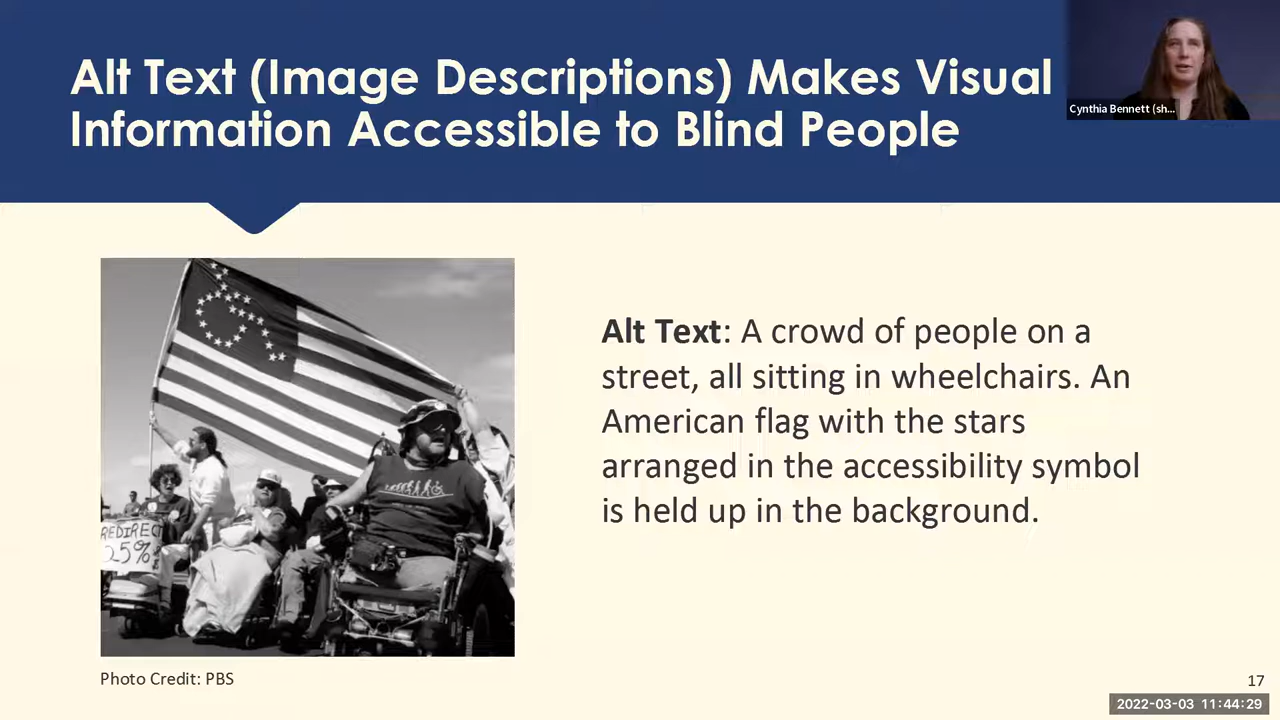 Alt Text (Image Descriptions) Makes Visual
Information Accessible to Blind People
Cynthia Bennett (sh...
Alt Text: A crowd of people on a
street, all sitting in wheelchairs. An
American flag with the stars
arranged in the accessibility symbol
is held up in the background.
REDIRECT
25%
Photo Credit: PBS
17
2022-03-03 11:44:29